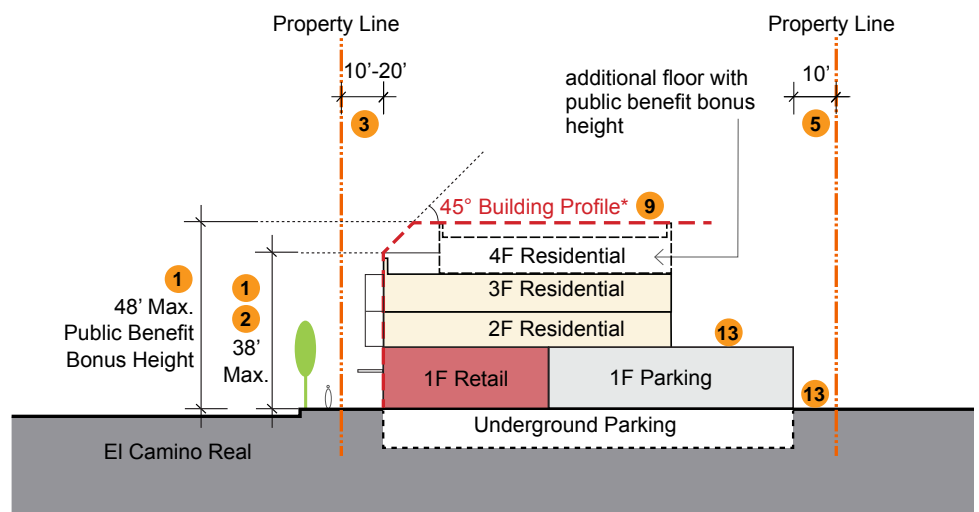 Property Line
Property Line
10’-20’
10’
3
5
additional floor with
public benefit bonus
height
45° Building Profile*
9
4F Residential
1
48’ Max.
Public Benefit
Bonus Height
1
2
38’
Max.
3F Residential
2F Residential
13
1F Retail
1F Parking
13
Underground Parking
El Camino Real